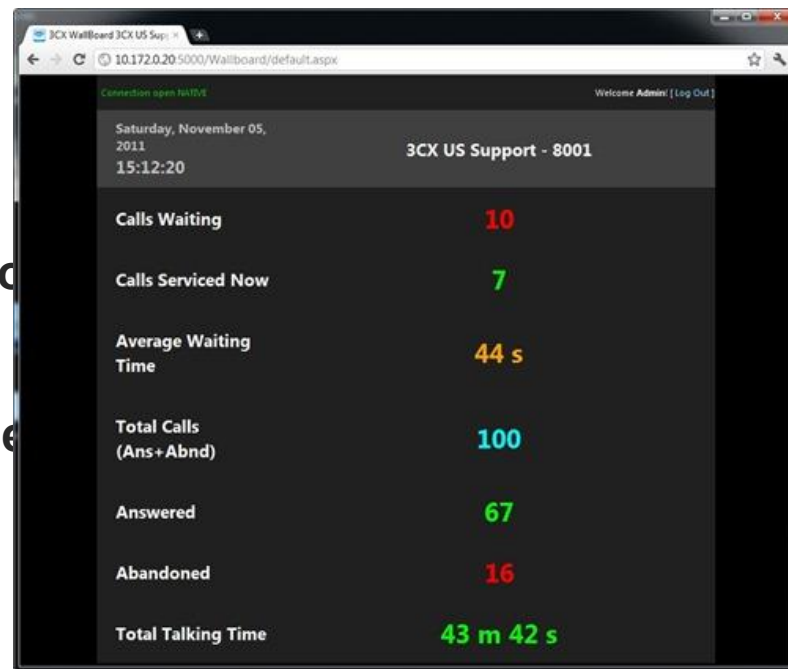 3CX WallBoard 3CX US Sup
10.172.0.20:5000/Wallboard/default.aspx
Connection open NATIVE
Welcome Admin! [ Log Out ]
Saturday, November 05,
2011
15:12:20
3CX US Support - 8001
Calls Waiting
10
Calls Serviced Now
7
Average Waiting
Time
44 s
Total Calls
(Ans+Abnd)
100
Answered
67
Abandoned
16
Total Talking Time
43 m 42 s